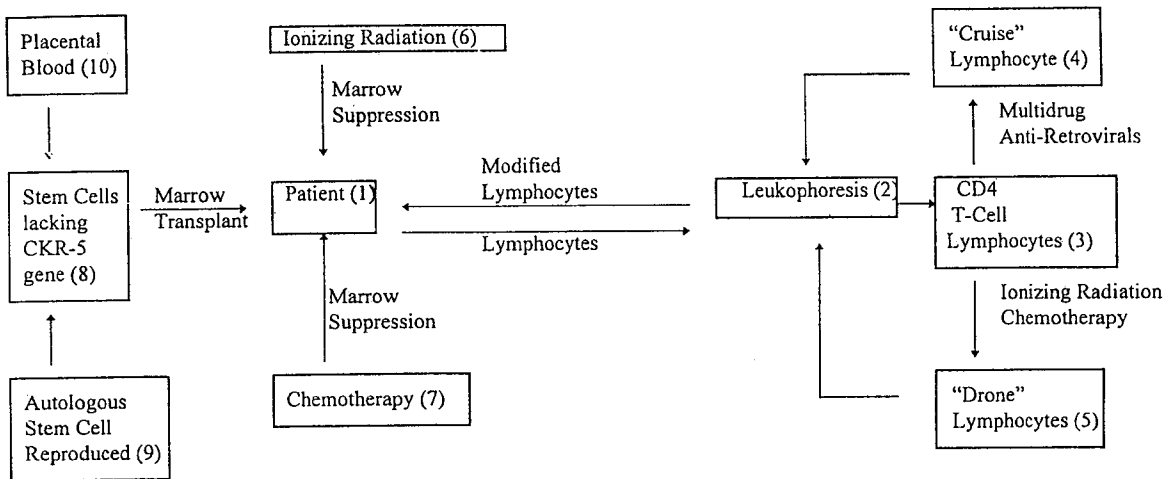 Placental
Blood (10)
Ionizing Radiation (6)
"Cruise"
Lymphocyte (4)
Marrow
Suppression
Multidrug
Anti-Retrovirals
Stem Cells
lacking
CKR-5
gene (8)
Marrow
Transplant
Patient (1)
Modified
Lymphocytes
Lymphocytes
Leukophoresis (2)
CD4
T-Cell
Lymphocytes (3)
Marrow
Suppression
Ionizing Radiation
Chemotherapy
Autologous
Stem Cell
Reproduced (9)
Chemotherapy (7)
"Drone"
Lymphocytes (5)